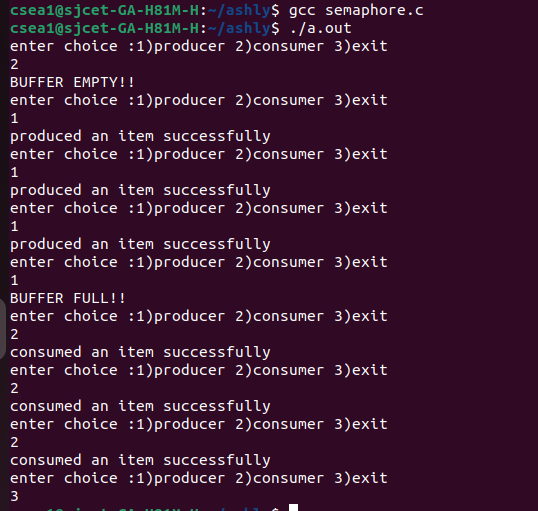 csea1@sjcet-GA-H81M-H:~/ashly$ gcc semaphore.c
csea1@sjcet-GA-H81M-H:~/ashly$ ./a.out
enter choice :1)producer 2)consumer 3)exit
2
BUFFER EMPTY!!
enter choice :1)producer 2)consumer 3)exit
1
produced an item successfully
enter choice :1)producer 2)consumer 3)exit
1
produced an item successfully
enter choice :1)producer 2)consumer 3)exit
1
produced an item successfully
enter choice :1)producer 2)consumer 3)exit
1
BUFFER FULL!!
enter choice :1)producer 2)consumer 3)exit
2
consumed an item successfully
enter choice :1)producer 2)consumer 3)exit
2
consumed an item successfully
enter choice :1)producer 2)consumer 3)exit
2
consumed an item successfully
enter choice :1)producer 2)consumer 3)exit
3
csea1@sjcet-GA-H81M-H:~/ashly$